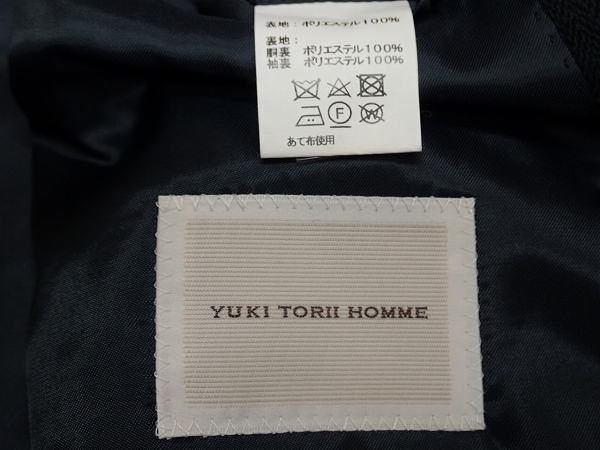 表地:ポリエステル100%
裏地:
胴裏 ポリエステル100%
袖裏 ポリエステル100%
F
W
あて布使用
YUKI TORII HOMME